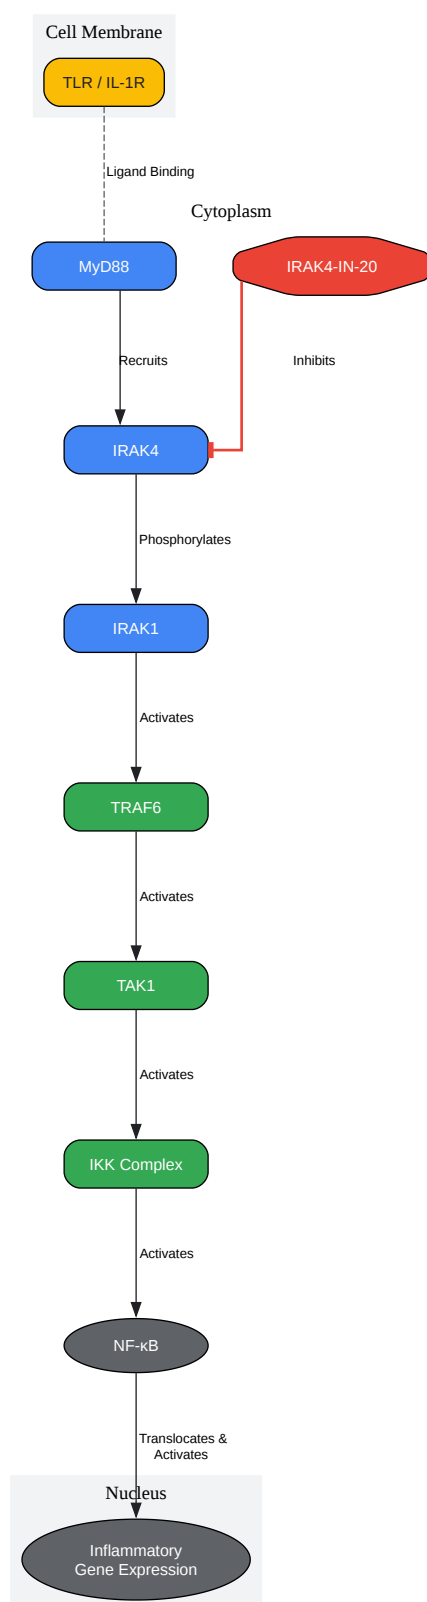 Cell Membrane
TLR / IL-1R
Ligand Binding
Cytoplasm
MyD88
IRAK4-IN-20
Recruits
Inhibits
IRAK4
Phosphorylates
IRAK1
Activates
TRAF6
Activates
TAK1
Activates
IKK Complex
Activates
NF-κB
Translocates &
Activates
Nucleus
Inflammatory
Gene Expression